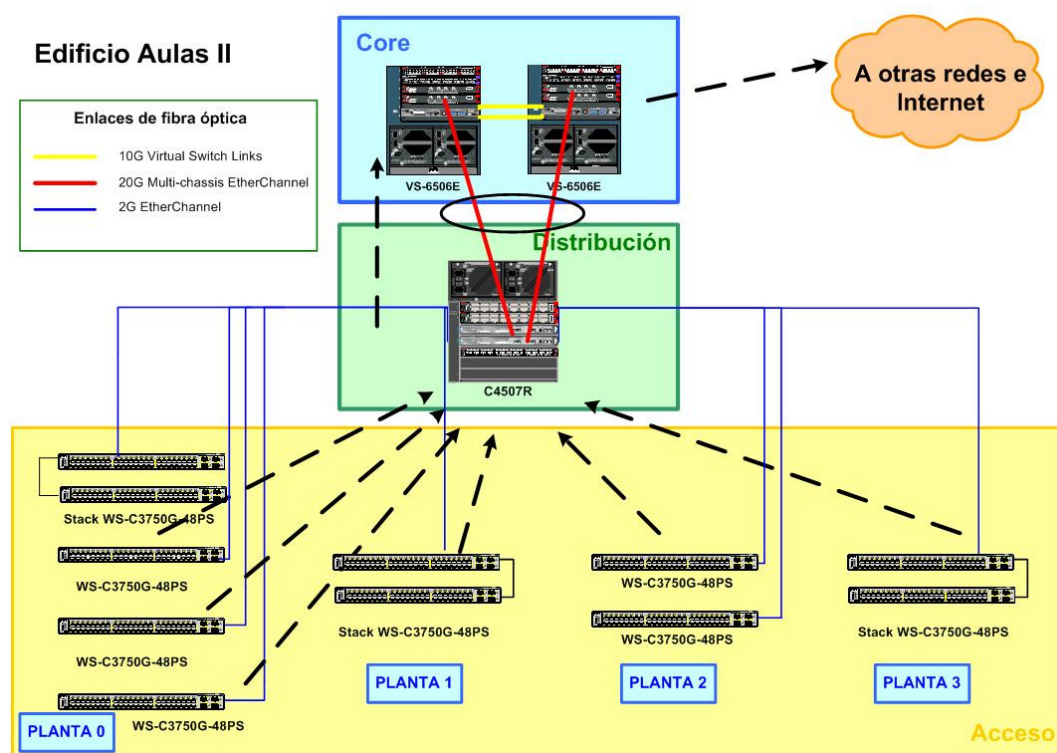 Edificio Aulas II
Enlaces de fibra óptica
10G Virtual Switch Links
20G Multi-chassis EtherChannel
2G EtherChannel
Core
VS-6506E
VS-6506E
A otras redes e
Internet
Distribución
C4507R
Stack WS-C3750G-48PS
WS-C3750G-48PS
WS-C3750G-48PS
WS-C3750G-48PS
PLANTA 0
Stack WS-C3750G-48PS
PLANTA 1
WS-C3750G-48PS
WS-C3750G-48PS
PLANTA 2
Stack WS-C3750G-48PS
PLANTA 3
Acceso